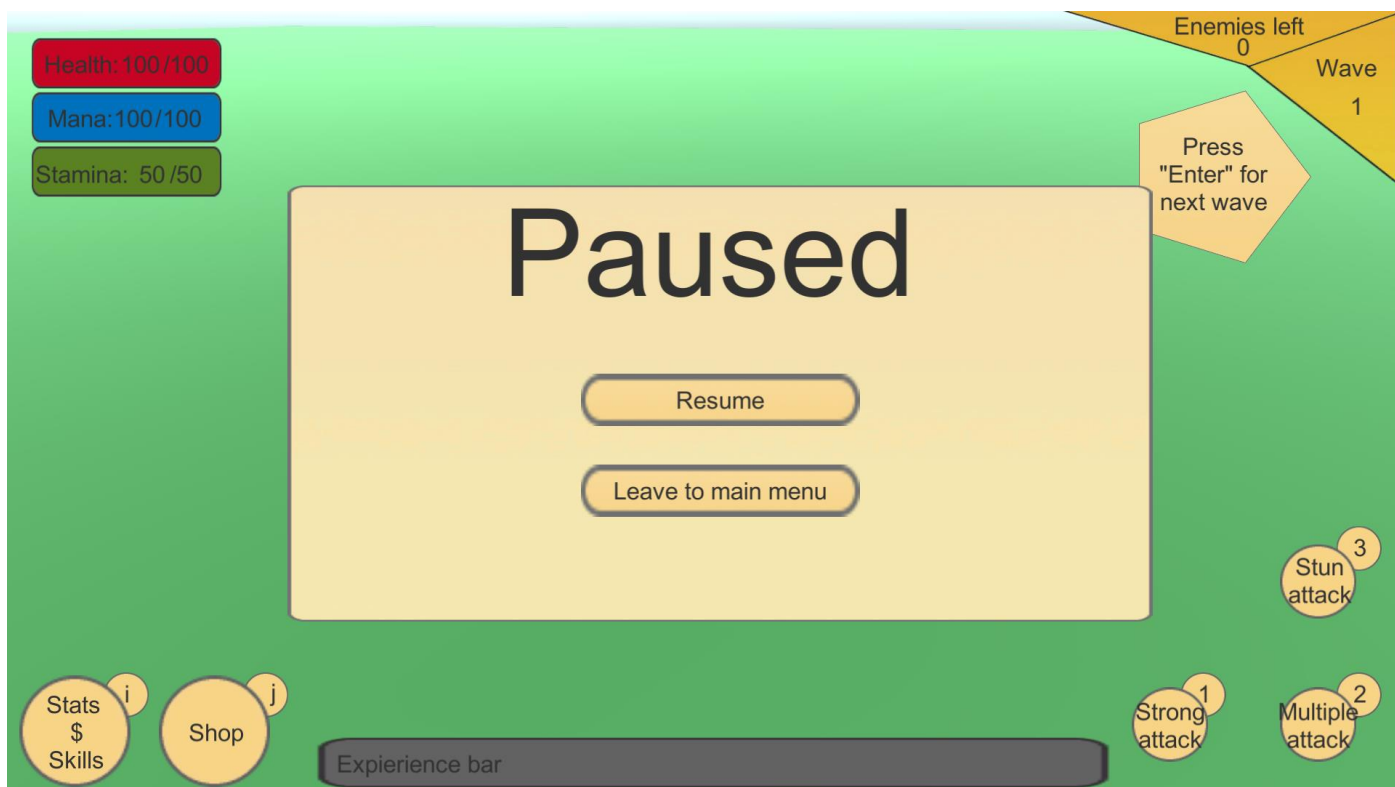 Health:100/100
Mana:100/100
Stamina: 50/50
Enemies left
0
Wave
1
Press
"Enter" for
next wave
Paused
Resume
Leave to main menu
3
Stun
attack
i
Stats
$
Skills
j
Shop
Expierience bar
1
Strong
attack
2
Multiple
attack